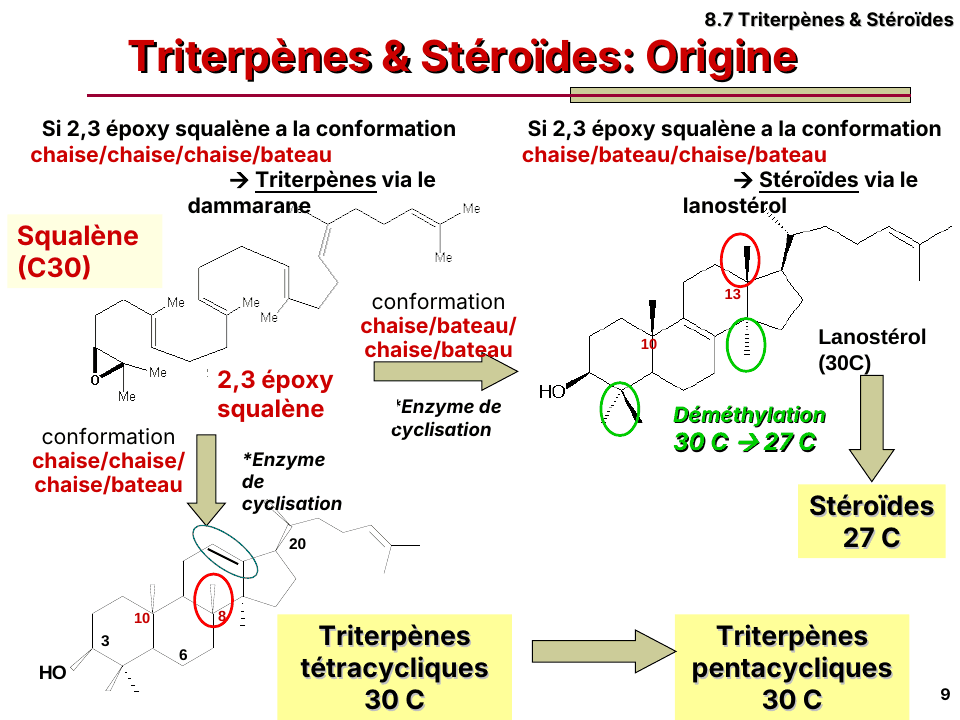 8.7 Triterpènes & Stéroïdes
Triterpènes & Stéroïdes: Origine
Si 2,3 époxy squalène a la conformation
chaise/chaise/chaise/bateau
→ Triterpènes via le
dammarane
Si 2,3 époxy squalène a la conformation
chaise/bateau/chaise/bateau
→ Stéroïdes via le
lanostérol
Squalène
(C30)
Me
Me
Me
Me
Me
Me
Me
Me
O
2,3 époxy
squalène
conformation
chaise/bateau/
chaise/bateau
*Enzyme de
cyclisation
13
10
HO
Lanostérol
(30C)
Déméthylation
30 C → 27 C
Stéroïdes
27 C
conformation
chaise/chaise/
chaise/bateau
*Enzyme
de
cyclisation
20
10
8
3
6
HO
Triterpènes
tétracycliques
30 C
Triterpènes
pentacycliques
30 C
9